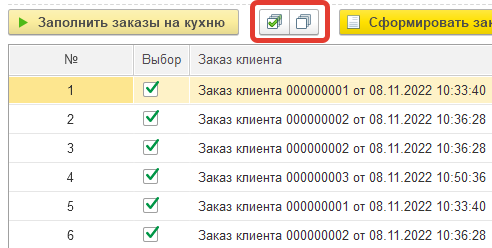 Заполнить заказы на кухню Сформировать зак
№ Выбор Заказ клиента
1 Заказ клиента 000000001 от 08.11.2022 10:33:40
2 Заказ клиента 000000002 от 08.11.2022 10:36:28
3 Заказ клиента 000000002 от 08.11.2022 10:36:28
4 Заказ клиента 000000003 от 08.11.2022 10:50:36
5 Заказ клиента 000000001 от 08.11.2022 10:33:40
6 Заказ клиента 000000002 от 08.11.2022 10:36:28